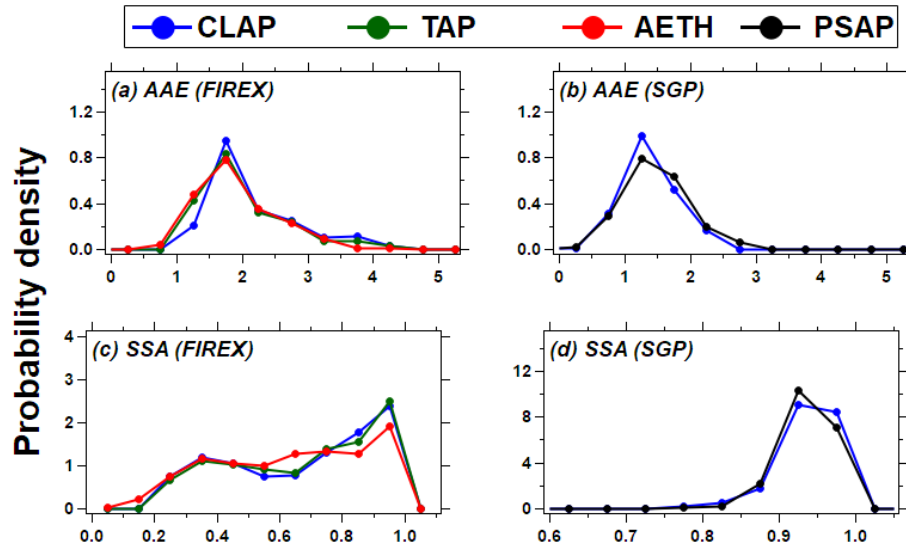 CLAP TAP AETH PSAP
Probability density
(a) AAE (FIREX)
1.2
0.8
0.4
0.0
0 1 2 3 4 5
(b) AAE (SGP)
1.2
0.8
0.4
0.0
0 1 2 3 4 5
(c) SSA (FIREX)
4
3
2
1
0
0.0 0.2 0.4 0.6 0.8 1.0
(d) SSA (SGP)
12
8
4
0
0.6 0.7 0.8 0.9 1.0